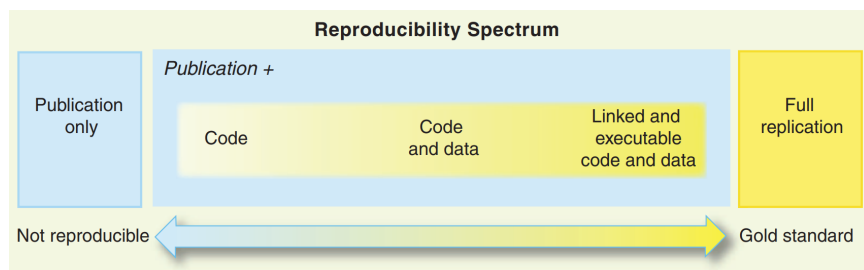 Reproducibility Spectrum
Publication
only
Publication +
Code
Code
and data
Linked and
executable
code and data
Full
replication
Not reproducible
Gold standard